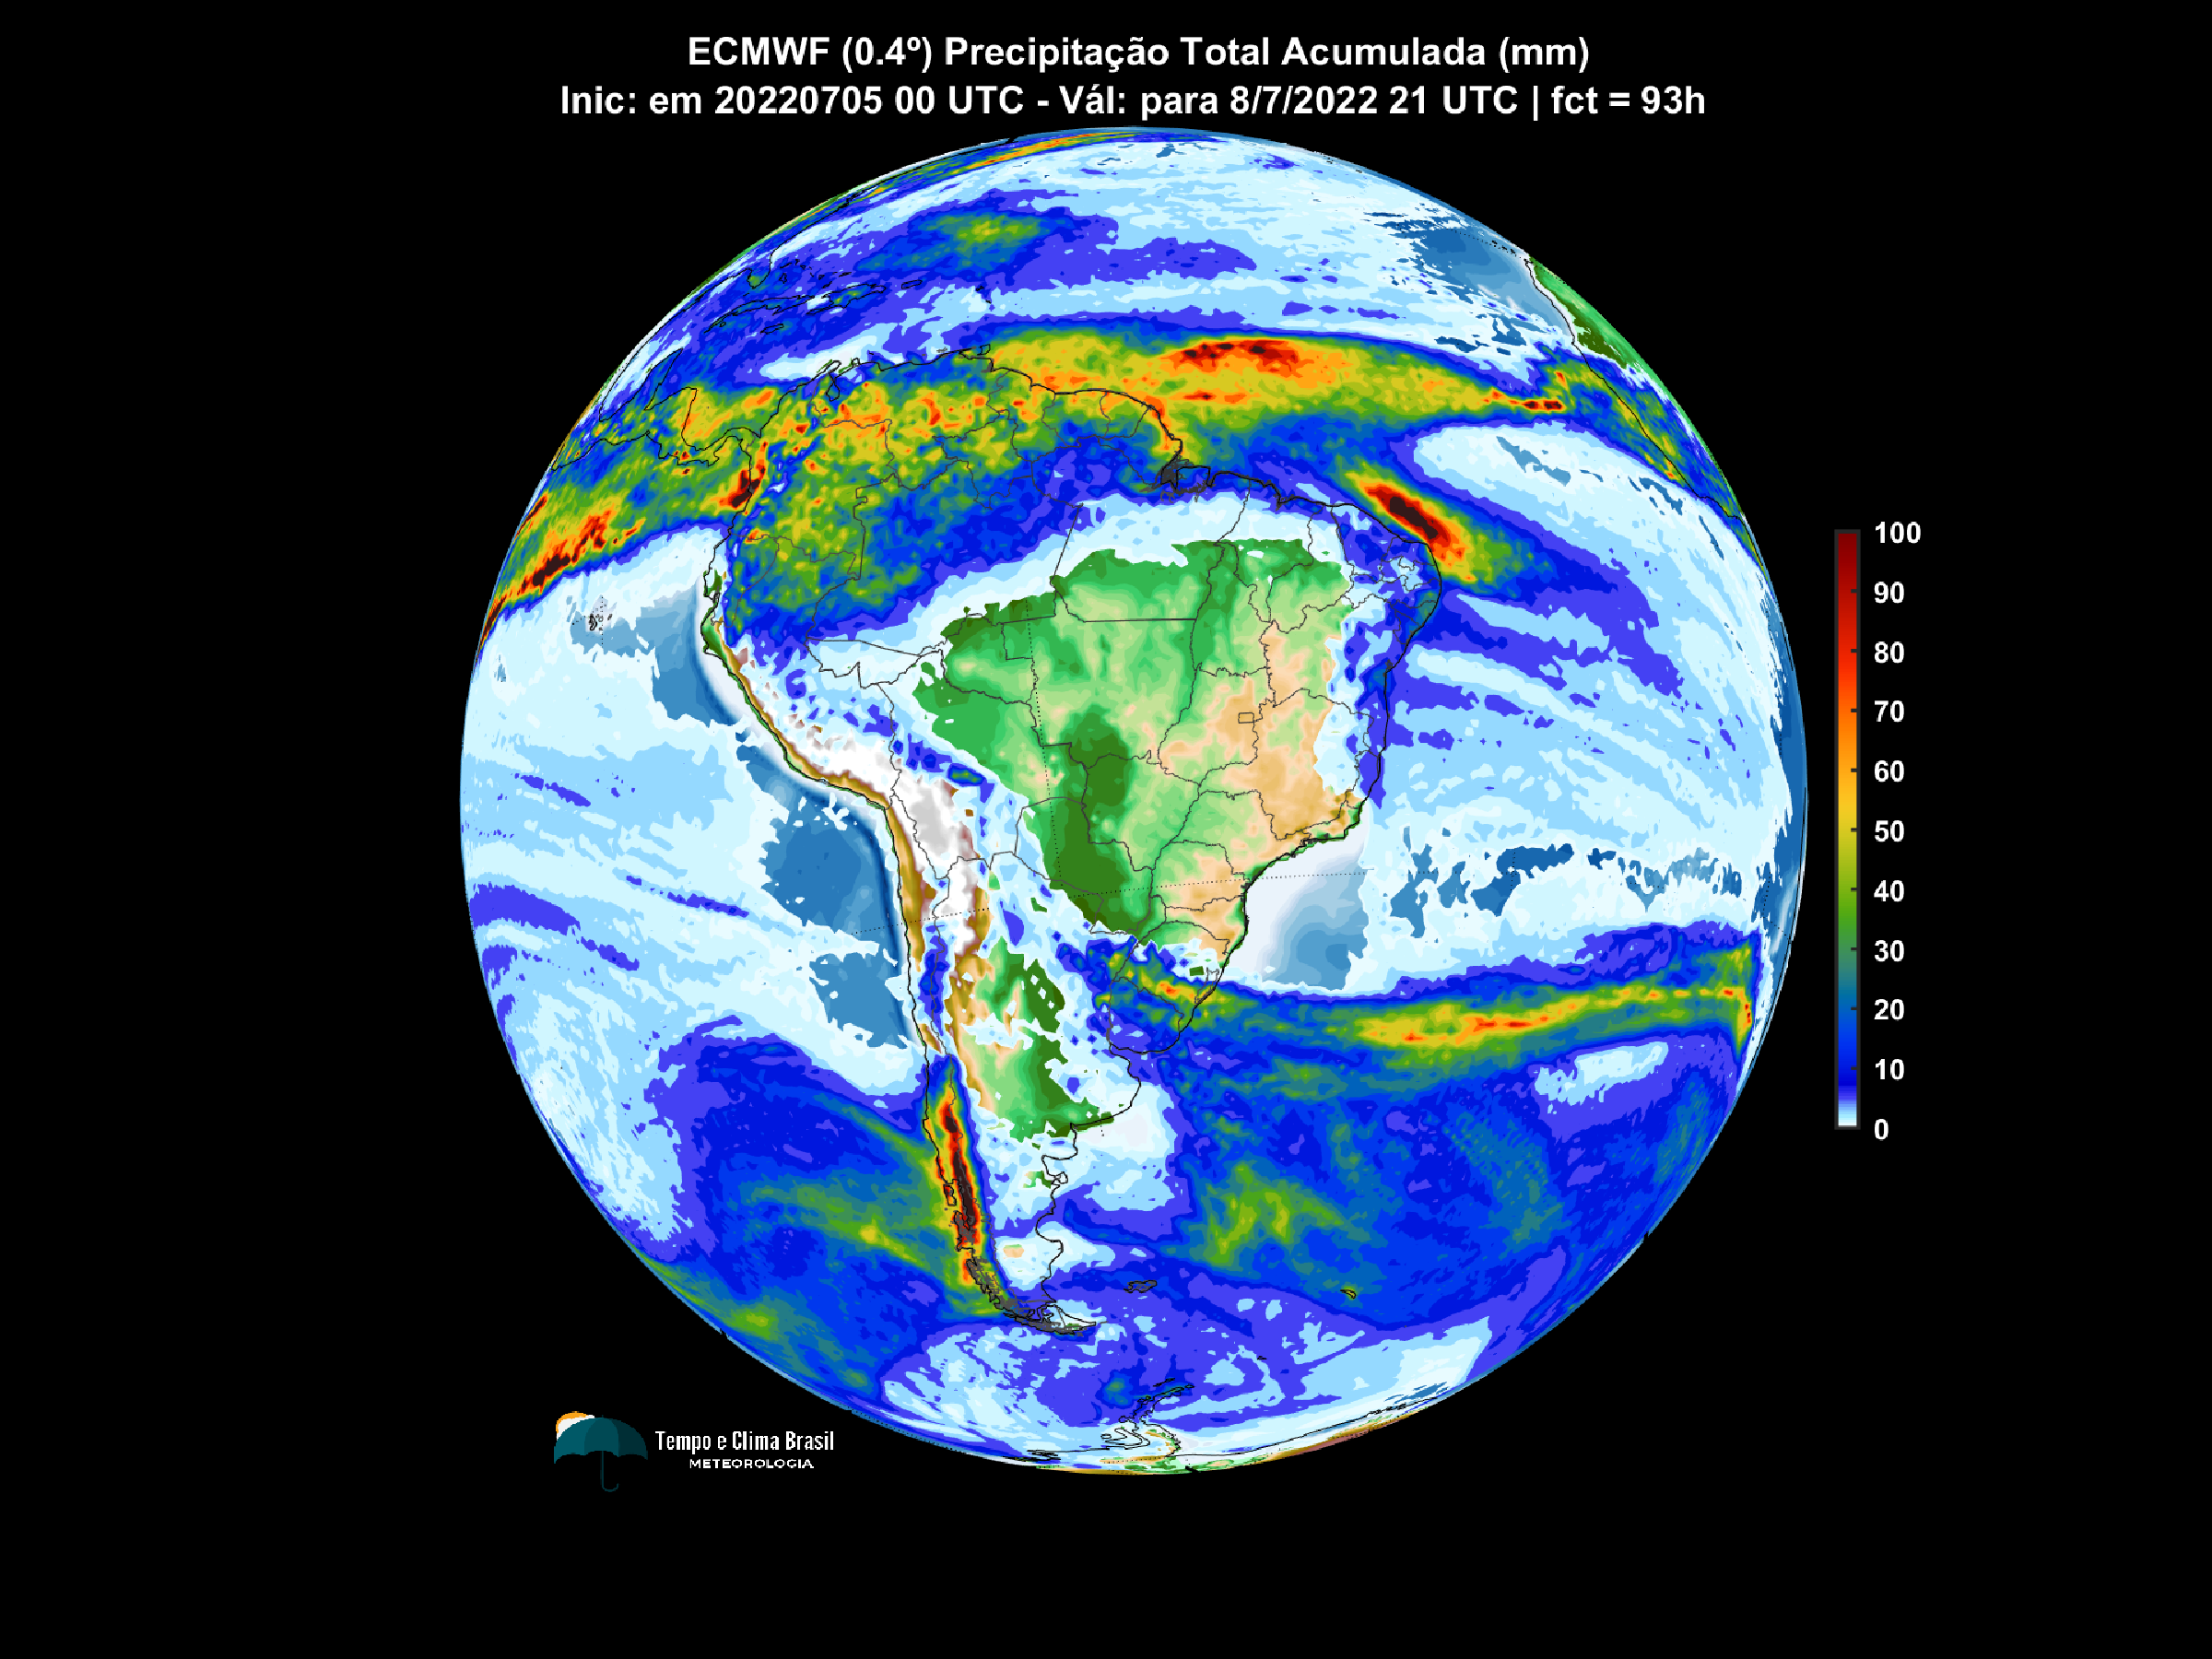 ECMWF (0.4º) Precipitação Total Acumulada (mm)
Inic: em 20220705 00 UTC - Vál: para 8/7/2022 21 UTC | fct = 93h
100
90
80
70
60
50
40
30
20
10
0
Tempo e Clima Brasil
METEOROLOGIA